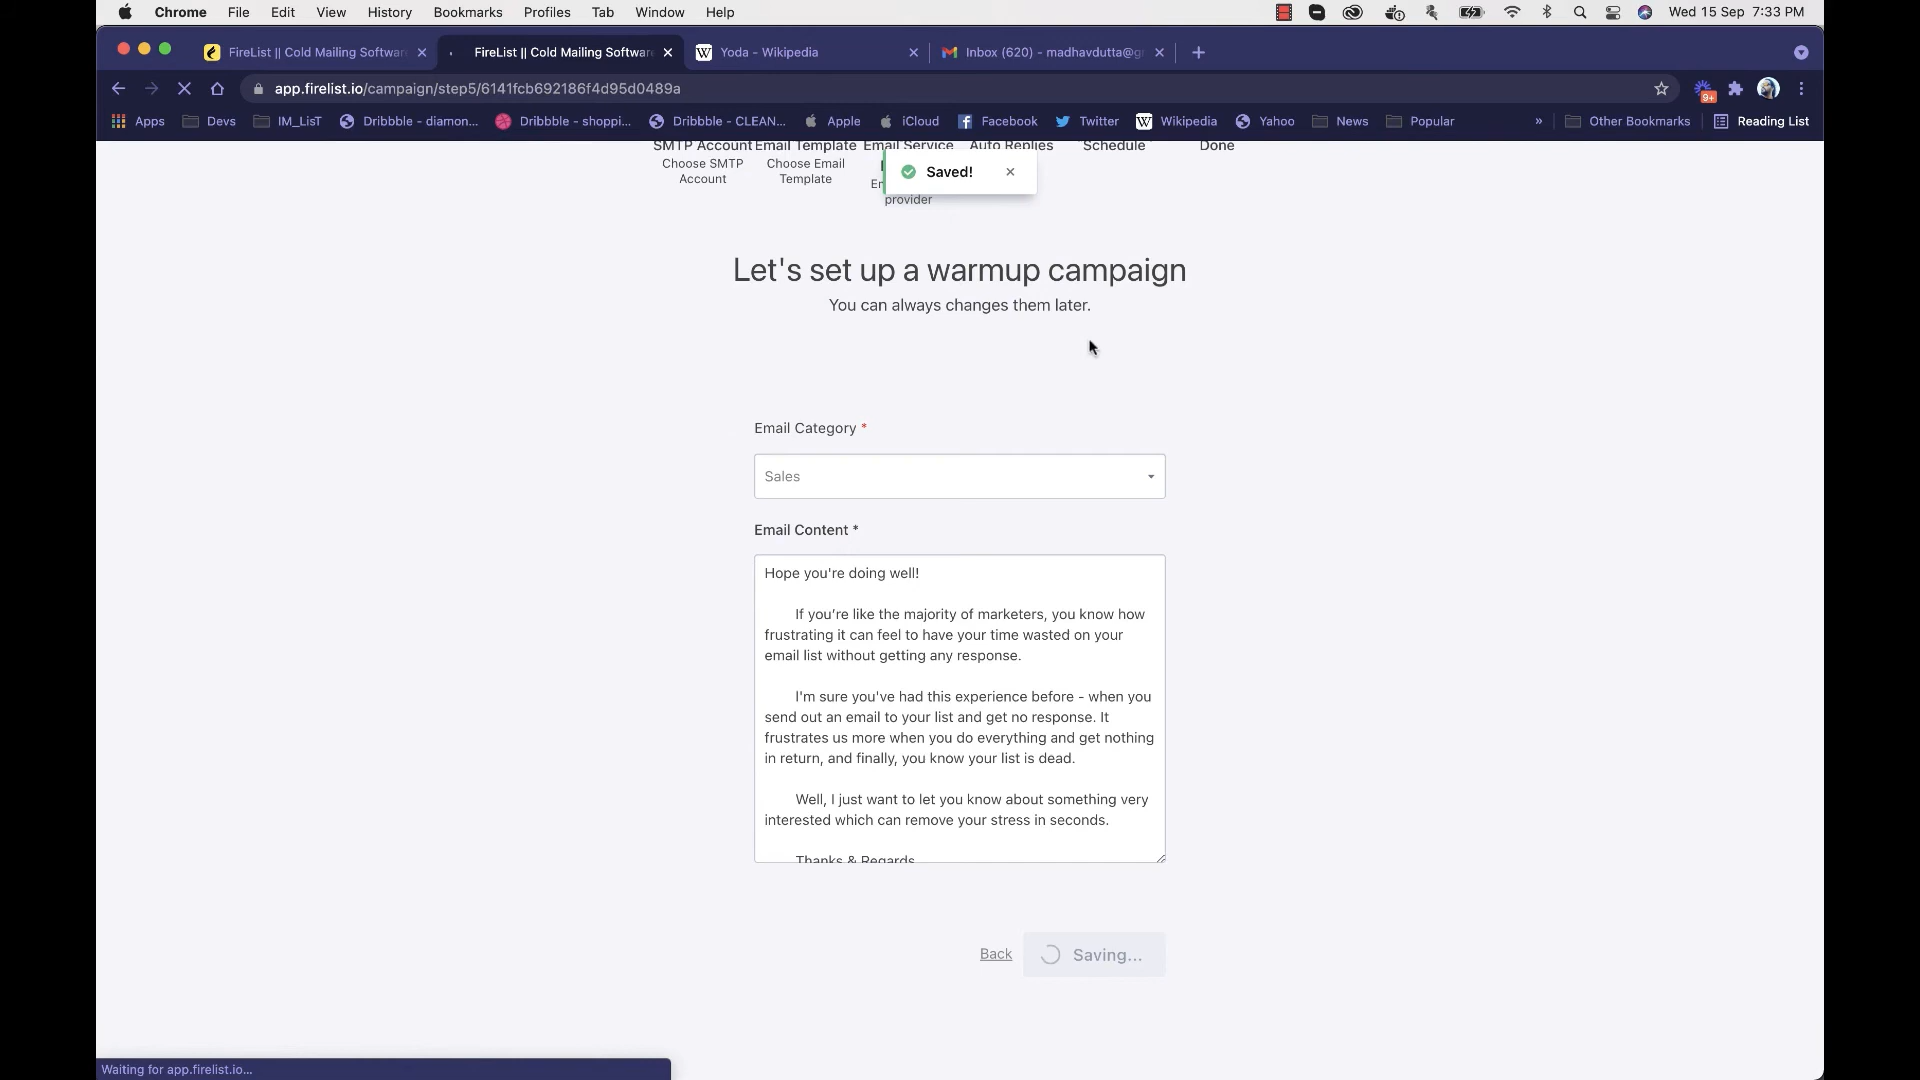 Chrome File Edit View History Bookmarks Profiles Tab Window Help Wed 15 Sep 7:33 PM
FireList || Cold Mailing Softwar FireList || Cold Mailing Software Yoda - Wikipedia Inbox (620) - madhavdutta@g
app.firelist.io/campaign/step5/6141fcb692186f4d95d0489a 9+
Apps Devs IM_LisT Dribbble - diamon... Dribbble - shoppi... Dribbble - CLEAN... Apple iCloud Facebook Twitter Wikipedia Yahoo News Popular » Other Bookmarks Reading List
SMTP Account Email Template Email Service Auto Replies Schedule Done
Choose SMTP Choose Email
Account Template
provider
Saved!
Let's set up a warmup campaign
You can always changes them later.
Email Category *
Sales
Email Content *
Hope you're doing well!
If you’re like the majority of marketers, you know how
frustrating it can feel to have your time wasted on your
email list without getting any response.
I'm sure you've had this experience before - when you
send out an email to your list and get no response. It
frustrates us more when you do everything and get nothing
in return, and finally, you know your list is dead.
Well, I just want to let you know about something very
interested which can remove your stress in seconds.
Thanks & Regards
Back Saving...
Waiting for app.firelist.io...